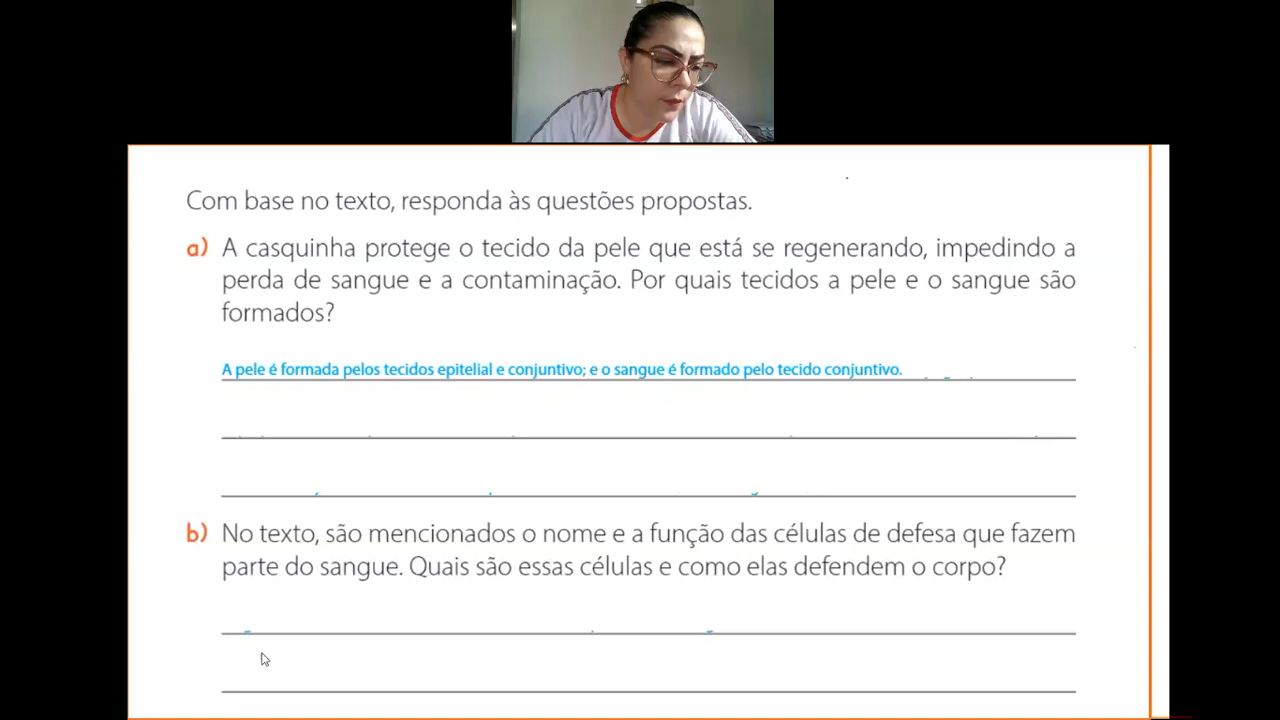 Com base no texto, responda às questões propostas.
a) A casquinha protege o tecido da pele que está se regenerando, impedindo a
perda de sangue e a contaminação. Por quais tecidos a pele e o sangue são
formados?
A pele é formada pelos tecidos epitelial e conjuntivo; e o sangue é formado pelo tecido conjuntivo.
b) No texto, são mencionados o nome e a função das células de defesa que fazem
parte do sangue. Quais são essas células e como elas defendem o corpo?